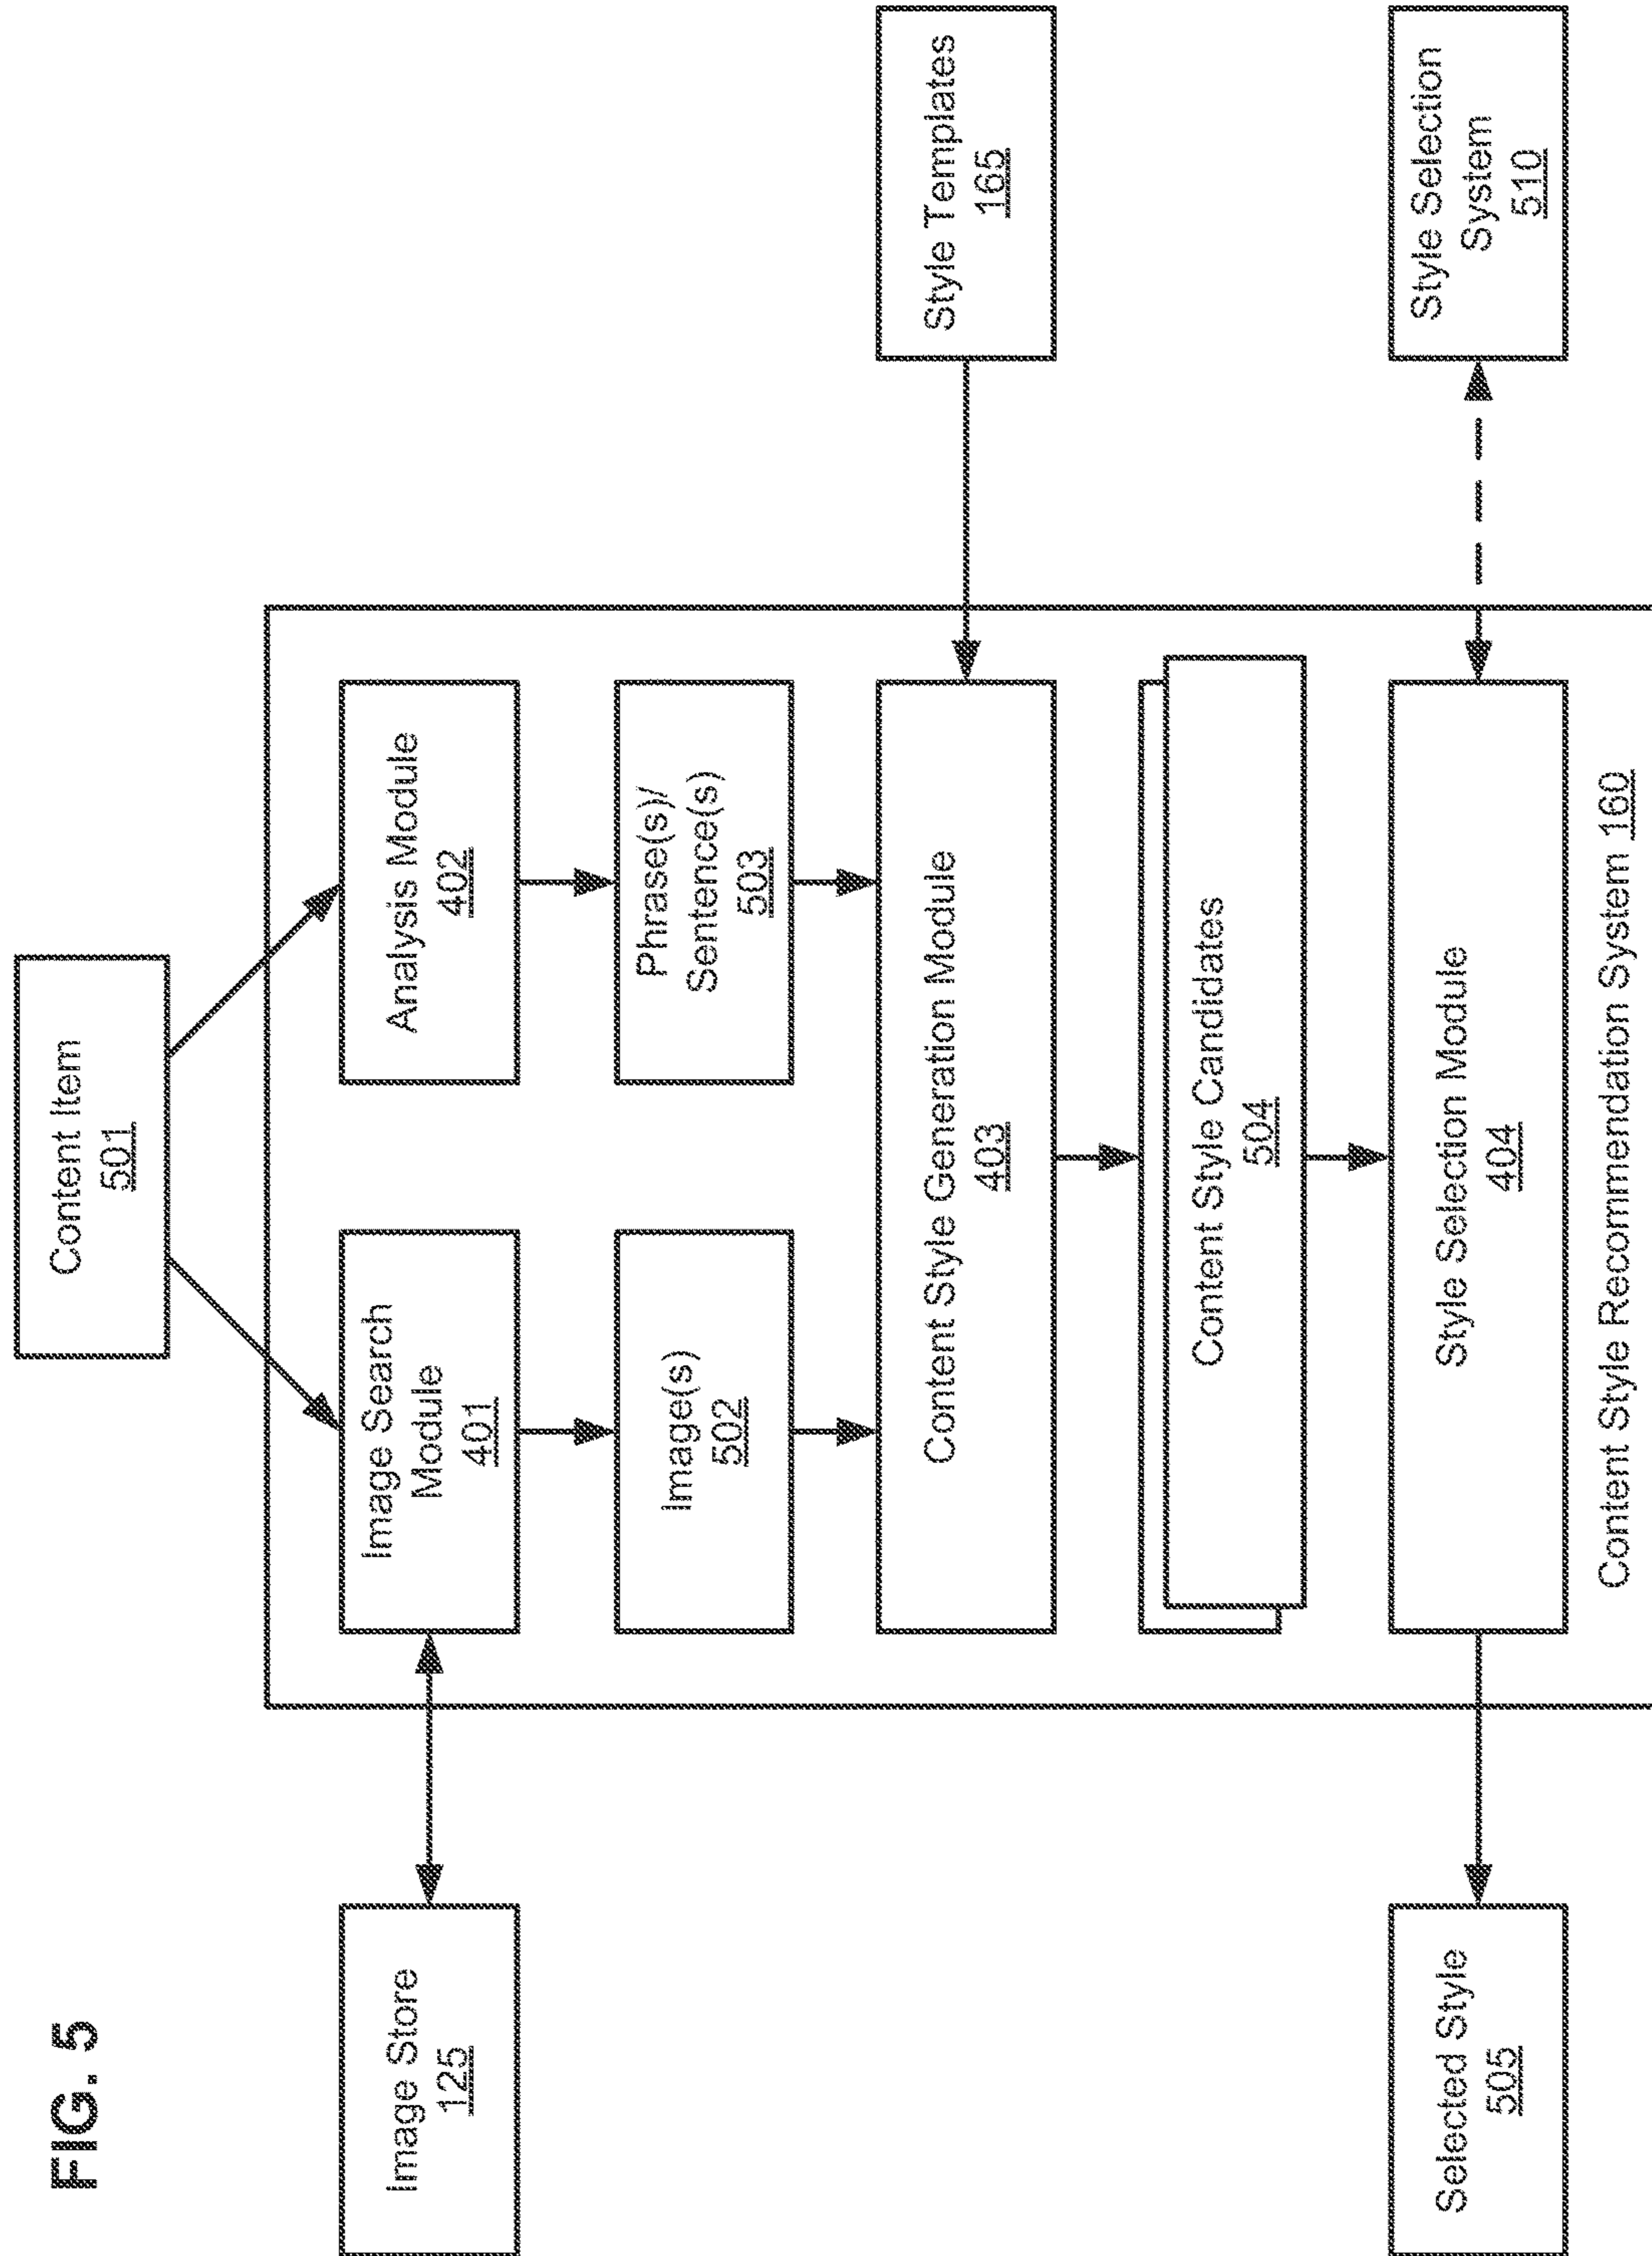 FIG. 5
Content Item
501
Image Store
125
Image Search
Module
401
Analysis Module
402
Image(s)
502
Phrase(s)/
Sentence(s)
503
Content Style Generation Module
403
Style Templates
165
Content Style Candidates
504
Selected Style
505
Style Selection Module
404
Style Selection
System
510
Content Style Recommendation System 160